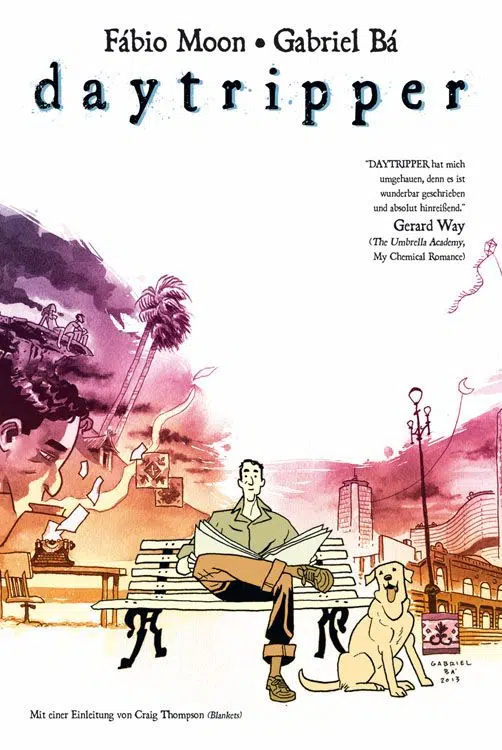 Fábio Moon • Gabriel Bá
daytripper
"DAYTRIPPER hat mich
umgehauen, denn es ist
wunderbar geschrieben
und absolut hinreißend."
Gerard Way
(The Umbrella Academy,
My Chemical Romance)
GABRIEL
BÁ
2013
Mit einer Einleitung von Craig Thompson (Blankets)